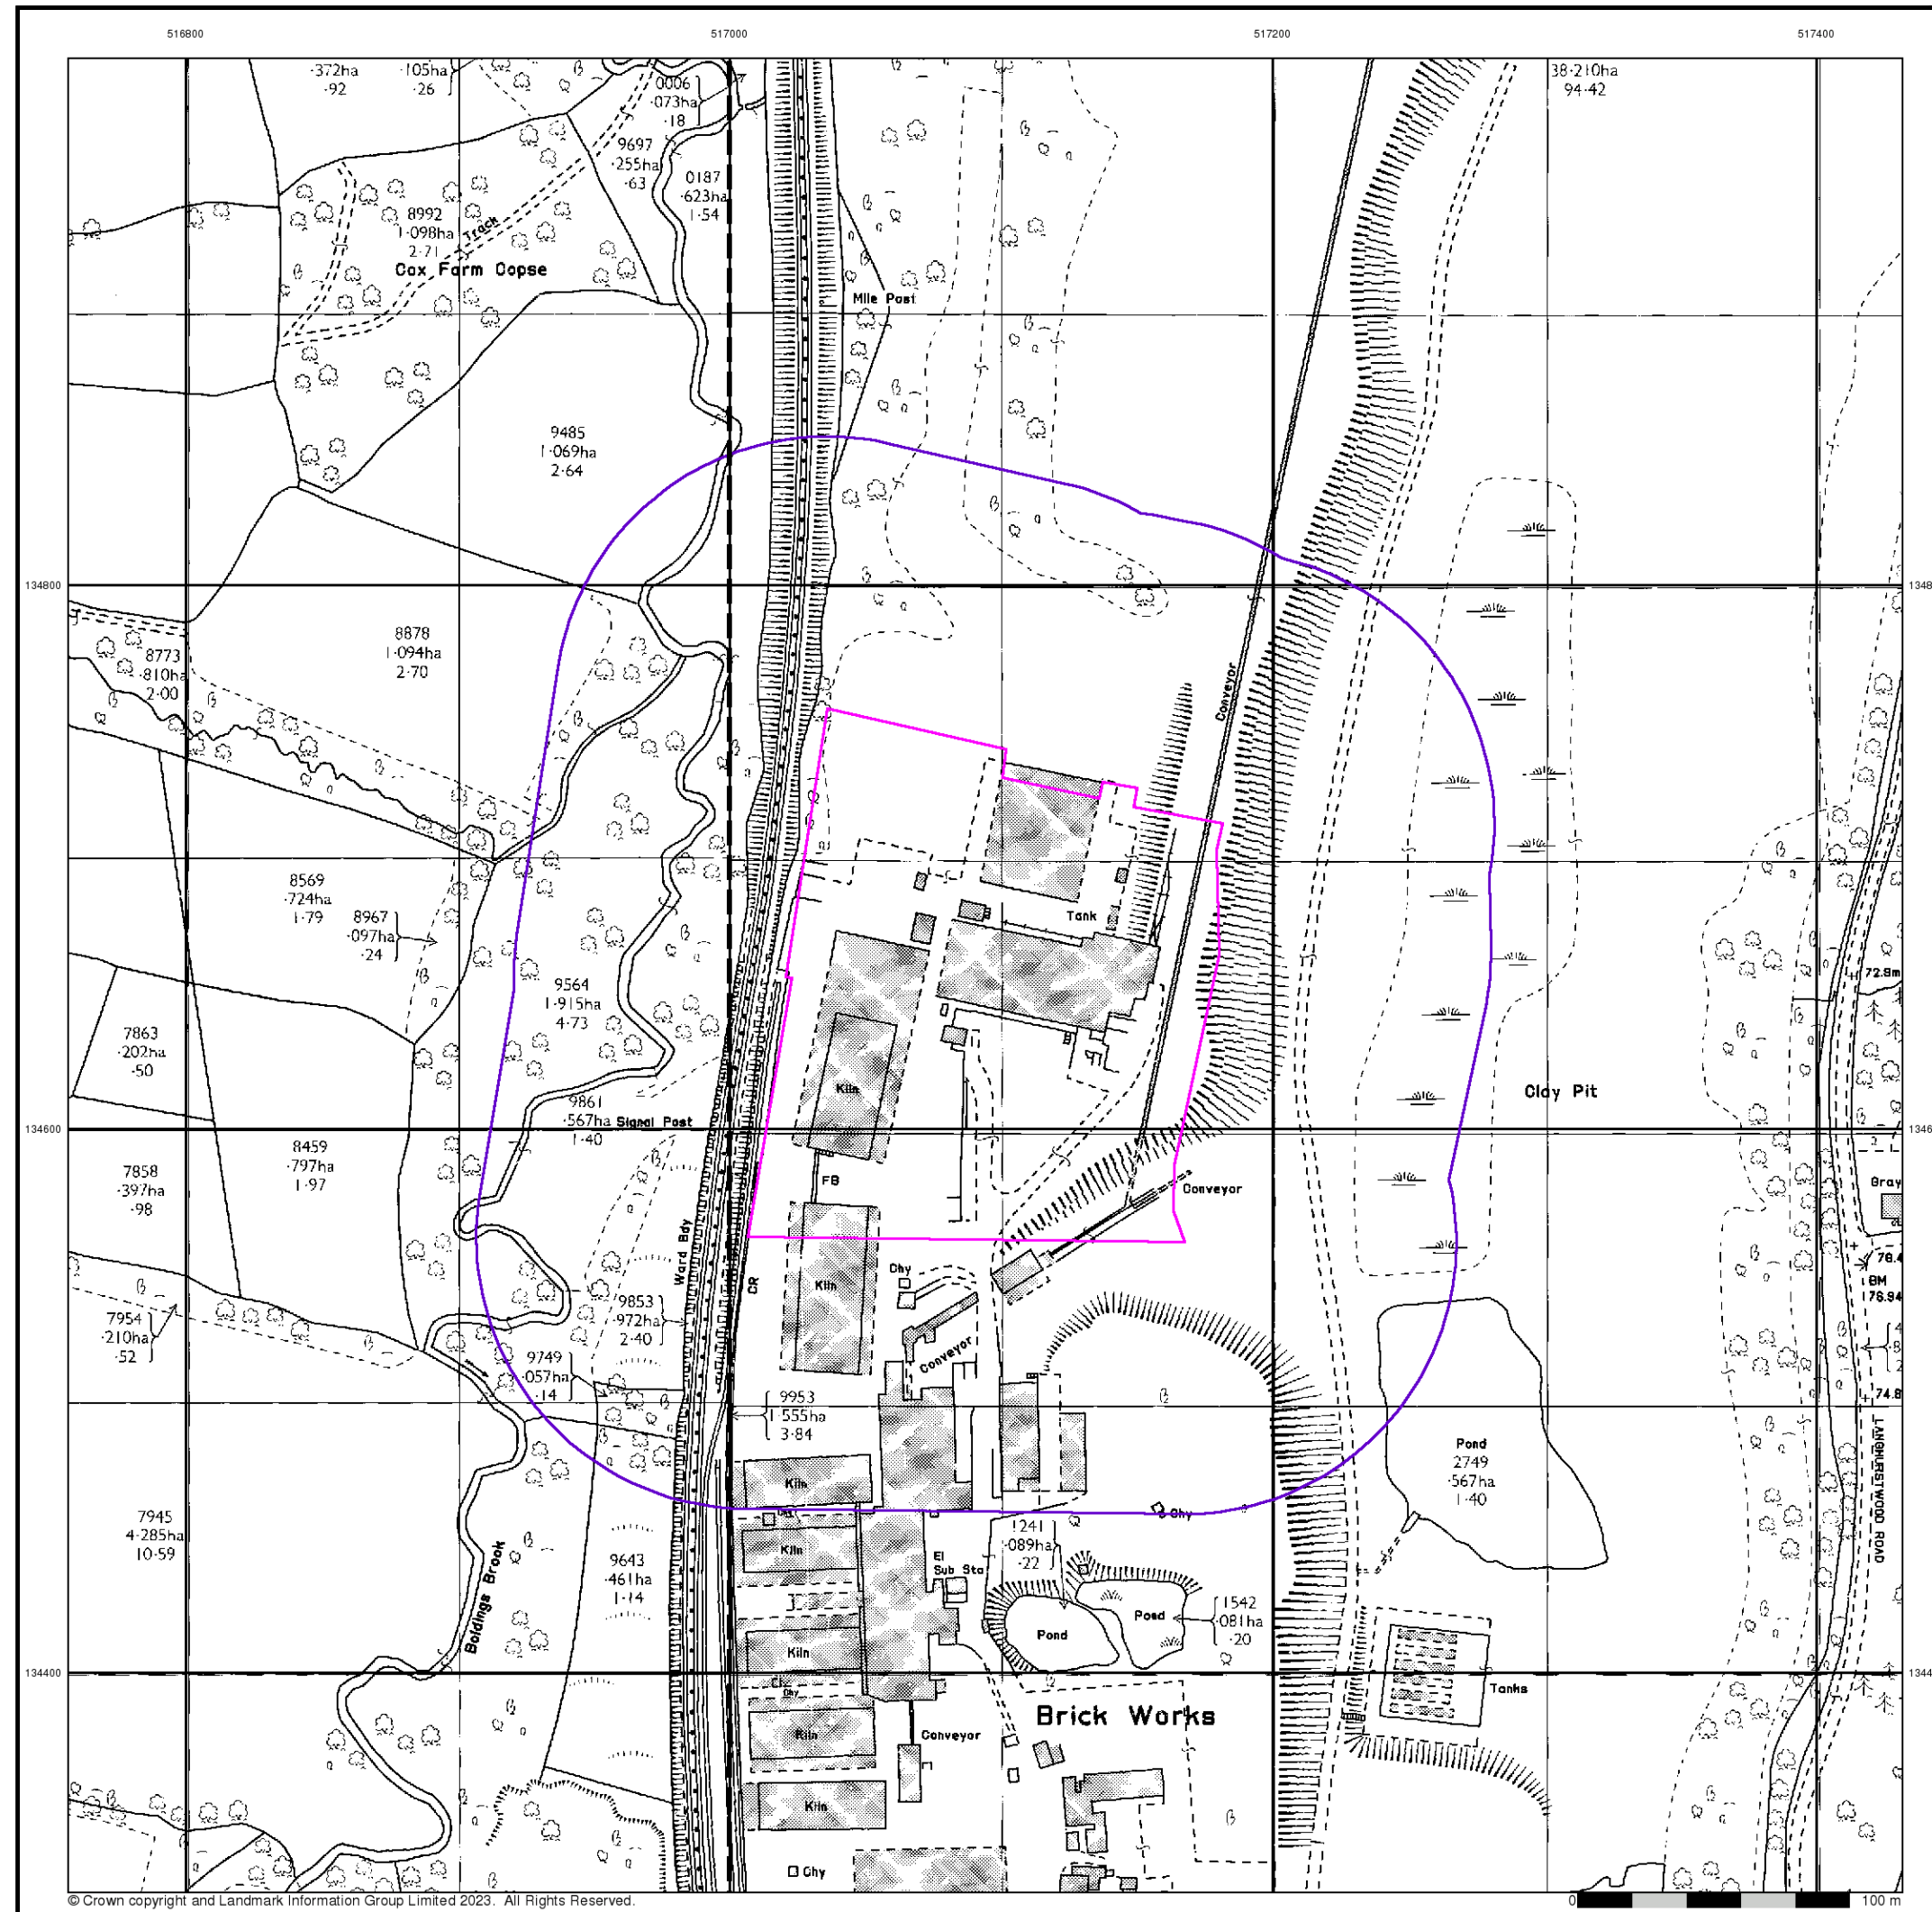 516800
517000
517200
517400
·372ha
·92
·105ha
·26
0006
·073ha
·18
38·210ha
94·42
9697
·255ha
·63
0187
·623ha
1·54
8992
1·098ha
2·71
Track
Cox Farm Copse
Mile Post
9485
1·069ha
2·64
134800
8878
1·094ha
2·70
8773
·810ha
2·00
Conveyor
8569
·724ha
1·79
8967
·097ha
·24
Tank
72.8m
9564
1·915ha
4·73
7863
·202ha
·50
Kiln
Clay Pit
9861
·567ha
1·40
Signal Post
134600
8459
·797ha
1·97
7858
·397ha
·98
FB
Conveyor
Gray
Ward Bdy
CR
Chy
Kiln
BM
76.94
7954
·210ha
·52
9853
·972ha
2·40
Conveyor
9749
·057ha
·14
74.8
9953
1·555ha
3·84
Pond
2749
·567ha
1·40
LANGHURSTWOOD ROAD
Kiln
Chy
Chy
7945
4·285ha
10·59
Boldings Brook
9643
·461ha
1·14
Kiln
El
Sub Sta
1241
·089ha
·22
Pond
Pond
1542
·081ha
·20
Kiln
134400
Chy
Tanks
Brick Works
Kiln
Conveyor
Kiln
Chy
© Crown copyright and Landmark Information Group Limited 2023. All Rights Reserved.
0
100 m